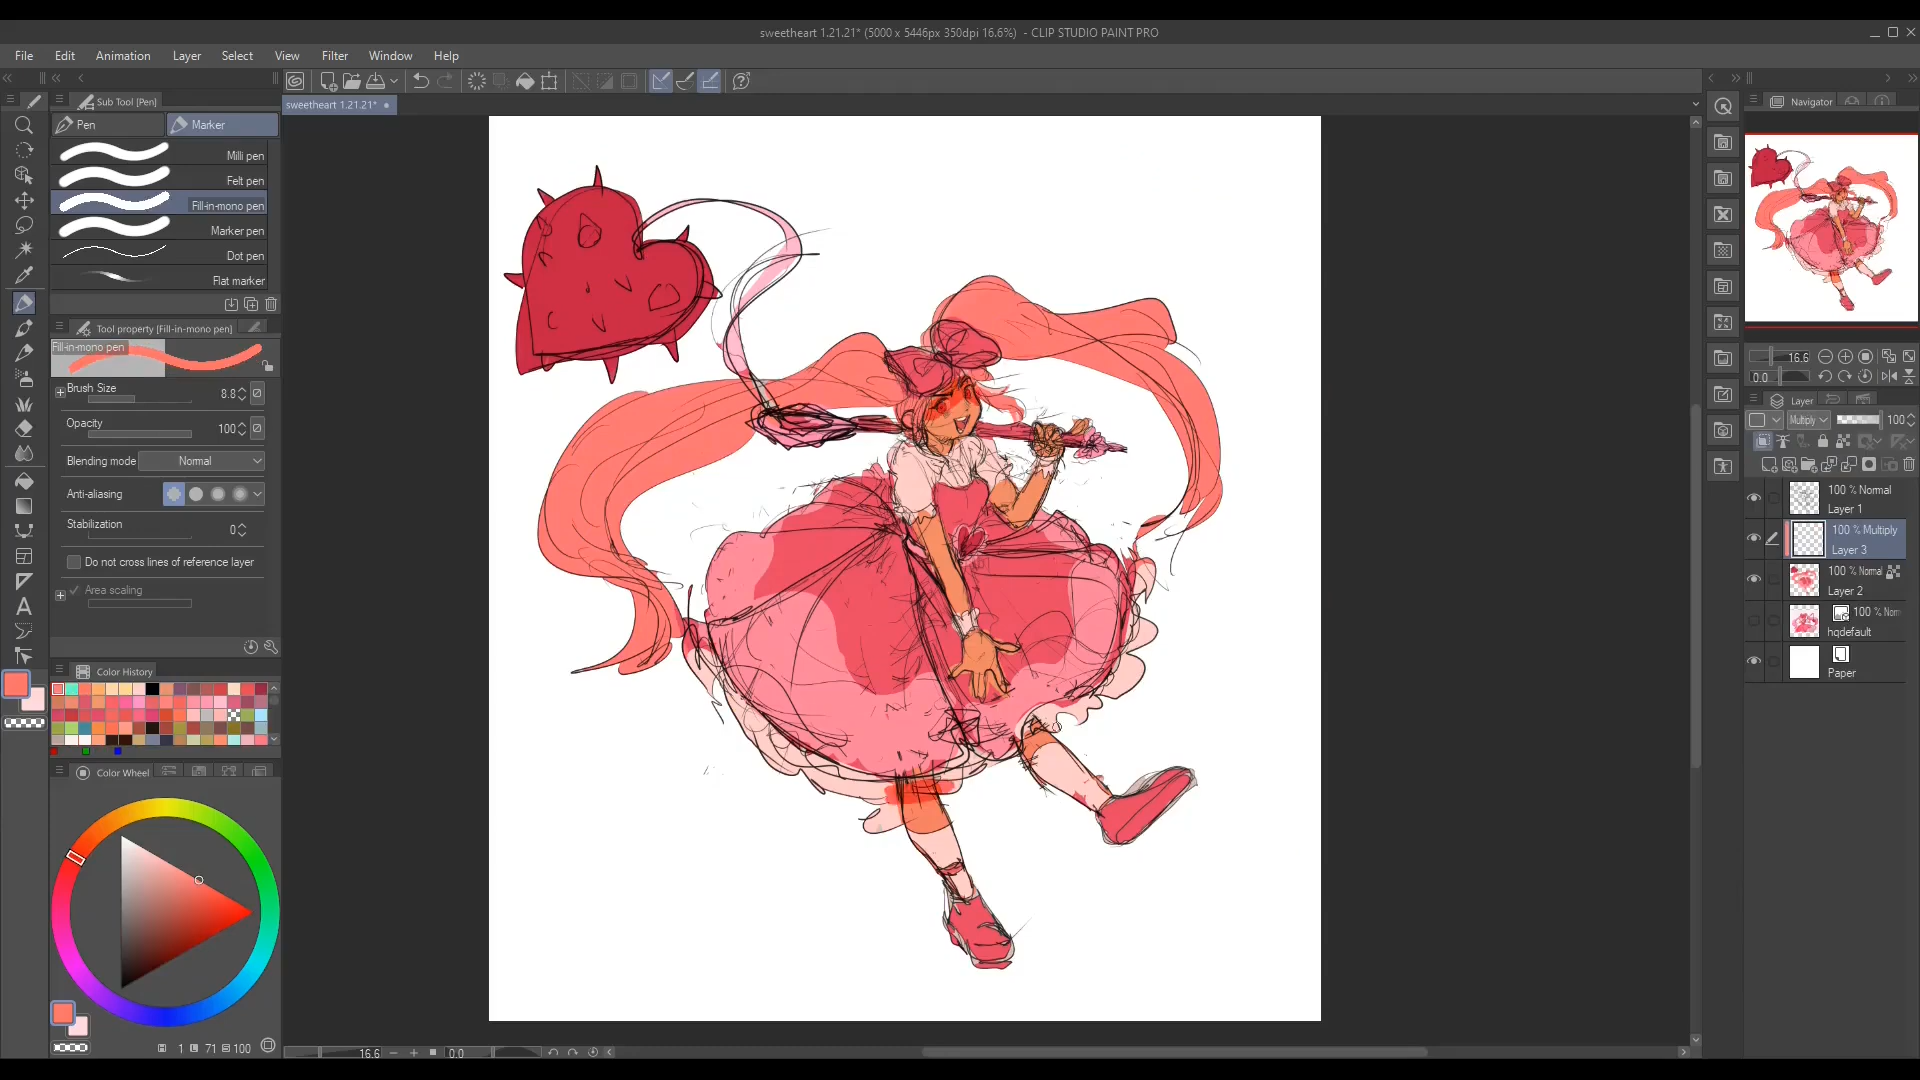 sweetheart 1.21.21* (5000 x 5446px 350dpi 16.6%) - CLIP STUDIO PAINT PRO
File Edit Animation Layer Select View Filter Window Help
Sub Tool [Pen]
Pen Marker
Milli pen
Felt pen
Fill-in-mono pen
Marker pen
Dot pen
Flat marker
Tool property [Fill-in-mono pen]
Fill-in-mono pen
Brush Size 8.8
Opacity 100
Blending mode Normal
Anti-aliasing
Stabilization 0
Do not cross lines of reference layer
Area scaling
Color History
Color Wheel
1 71 100
sweetheart 1.21.21*
16.6 0.0
Navigator
16.6
0.0
Layer
Multiply 100
100 % Normal
Layer 1
100 % Multiply
Layer 3
100 % Normal
Layer 2
100 % Norm
hqdefault
Paper